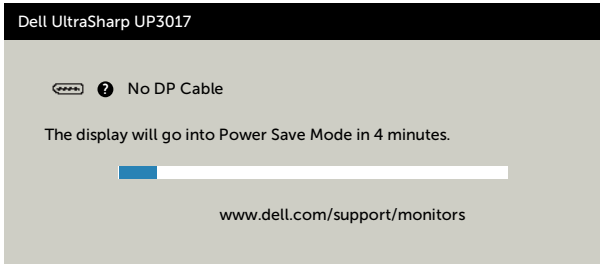 Dell UltraSharp UP3017
? No DP Cable
The display will go into Power Save Mode in 4 minutes.
www.dell.com/support/monitors